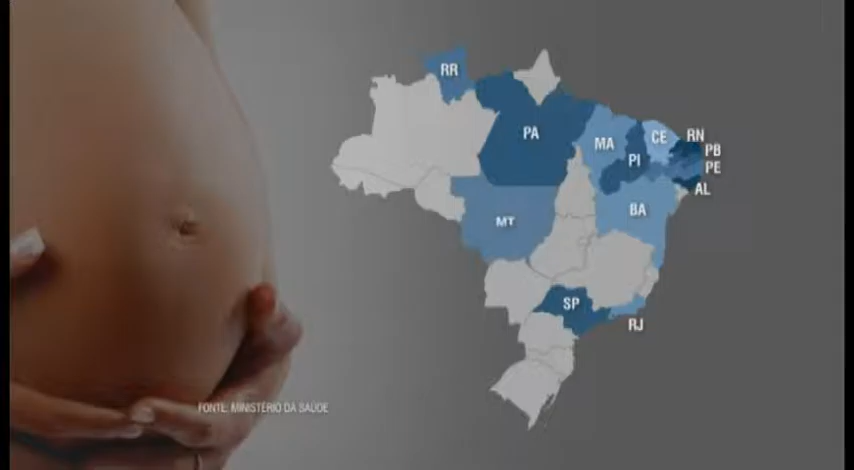 RR
PA
MA
CE
RN
PB
PI
PE
AL
MT
BA
SP
RJ
FONTE: MINISTÉRIO DA SAÚDE